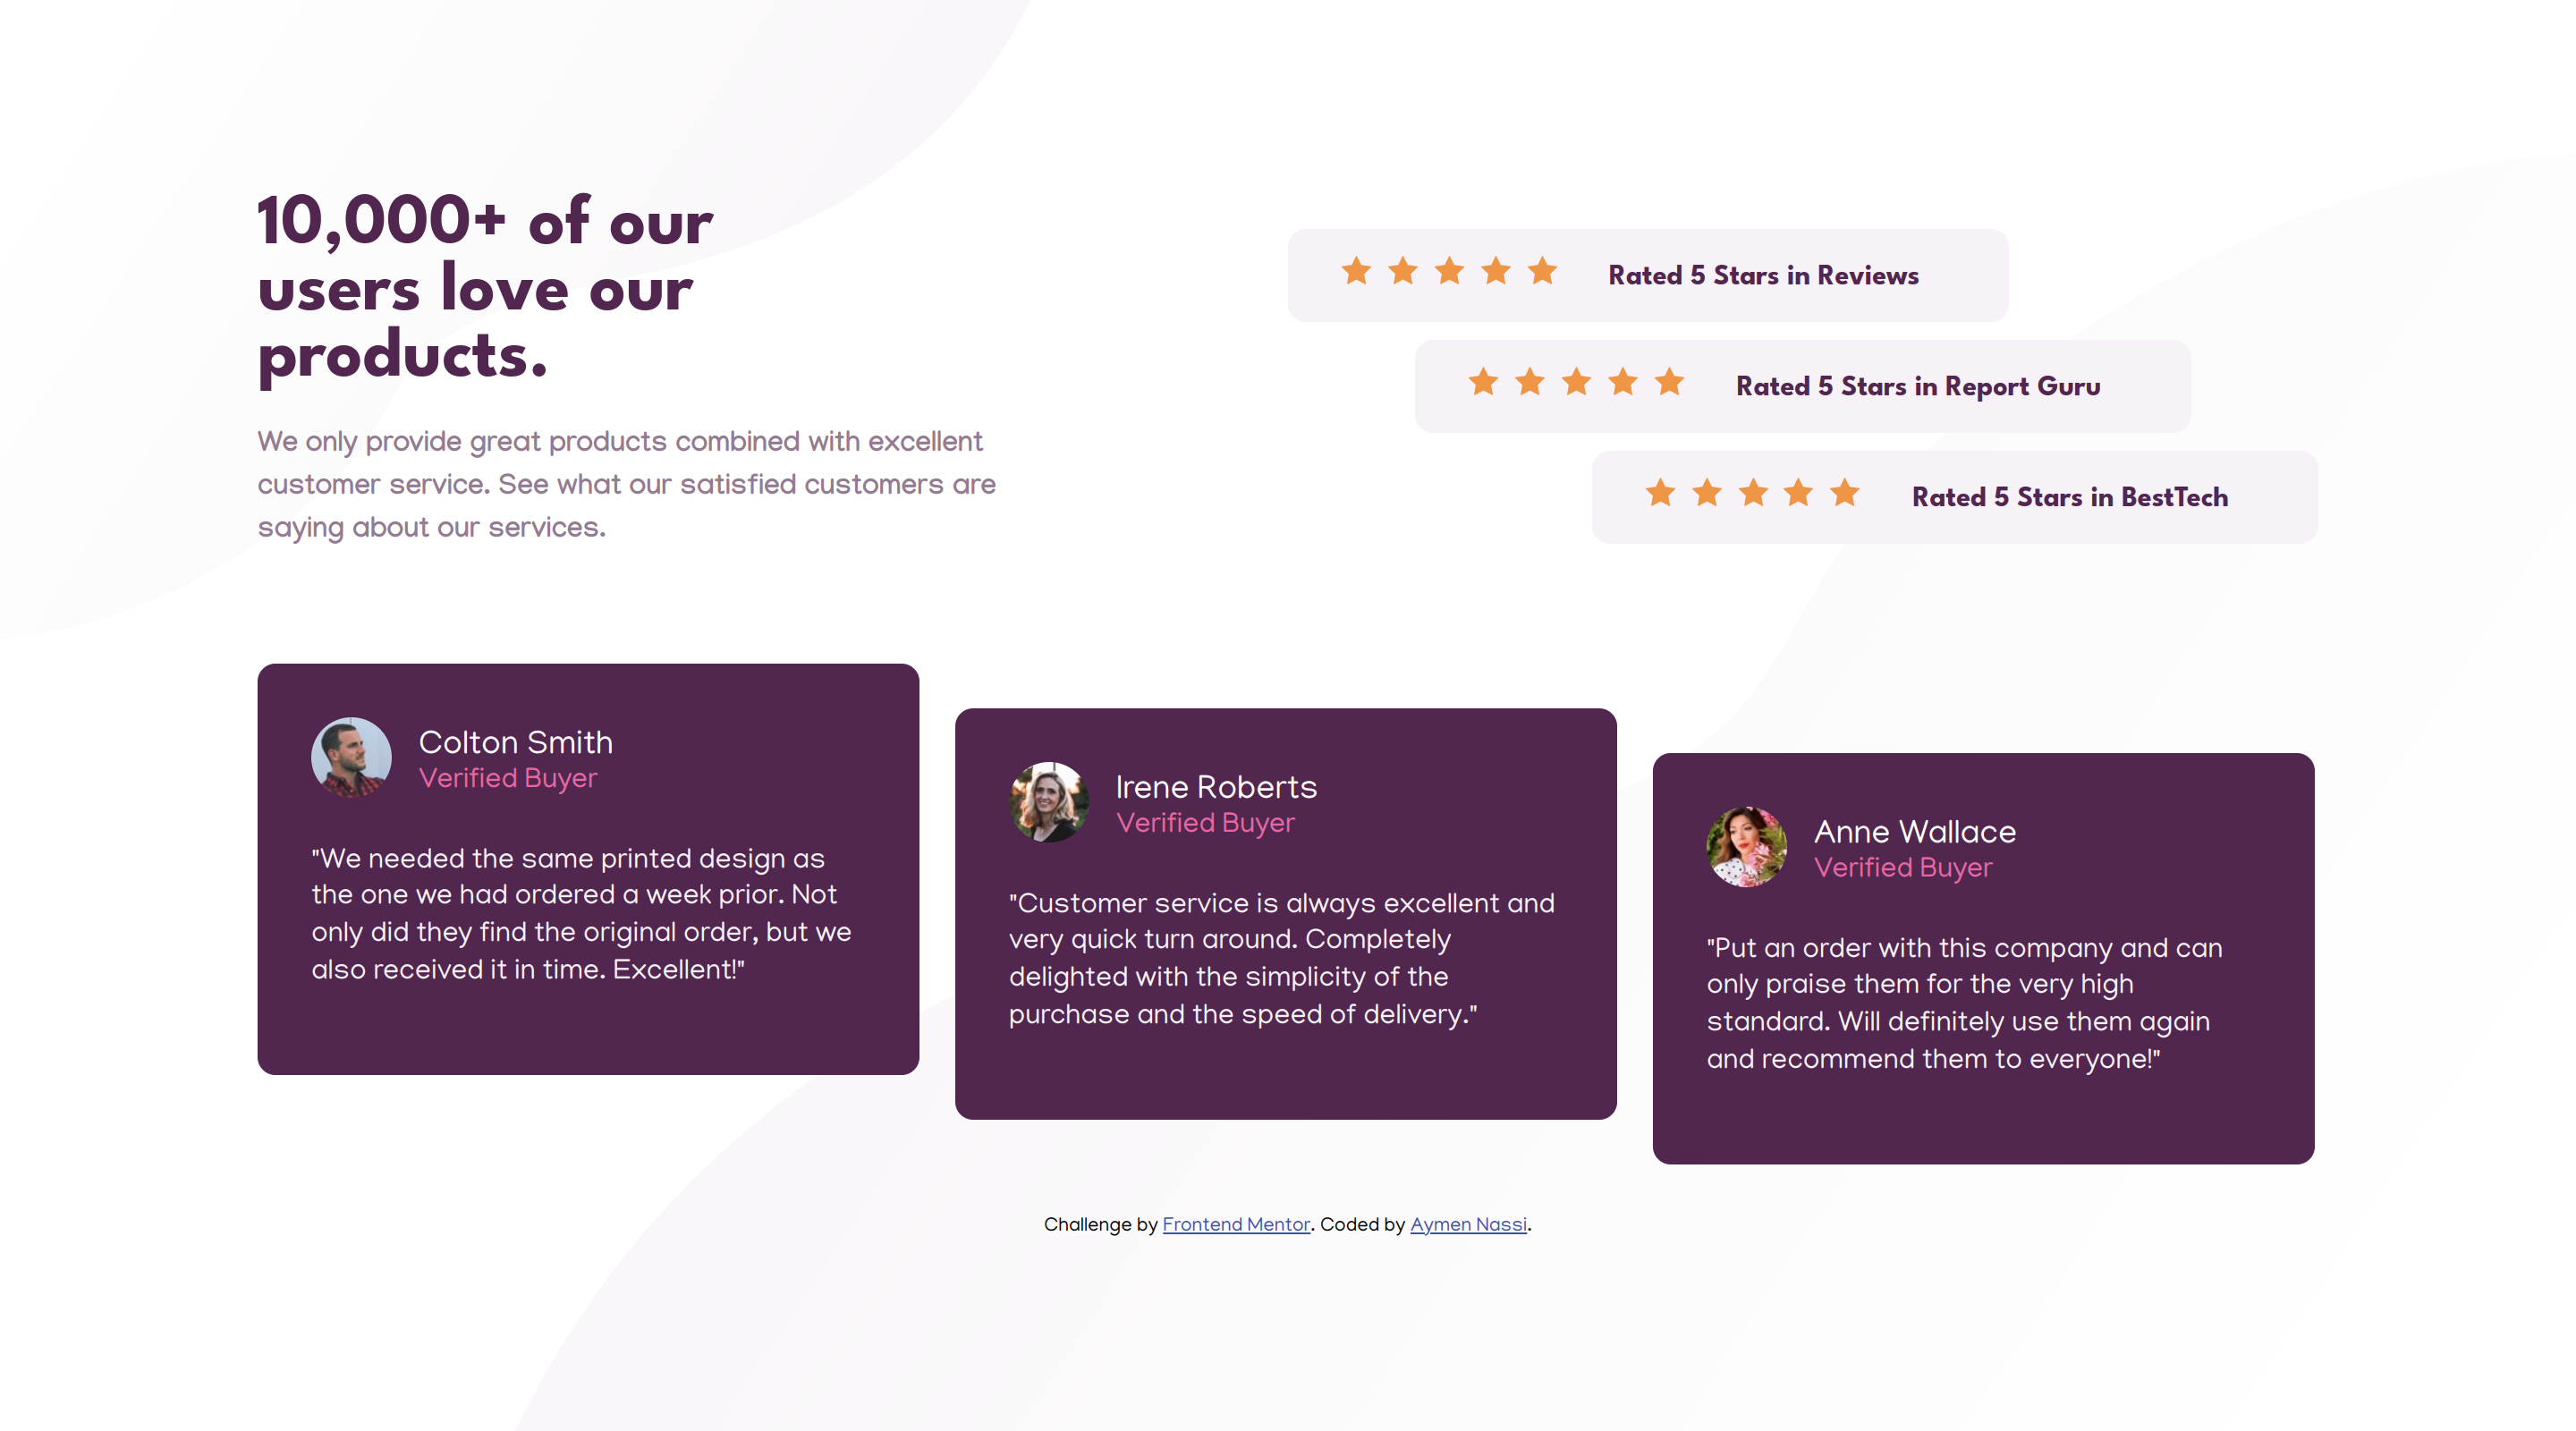 10,000+ of our
users love our
products.
We only provide great products combined with excellent
customer service. See what our satisfied customers are
saying about our services.
Rated 5 Stars in Reviews
Rated 5 Stars in Report Guru
Rated 5 Stars in BestTech
Colton Smith
Verified Buyer
"We needed the same printed design as
the one we had ordered a week prior. Not
only did they find the original order, but we
also received it in time. Excellent!"
Irene Roberts
Verified Buyer
"Customer service is always excellent and
very quick turn around. Completely
delighted with the simplicity of the
purchase and the speed of delivery."
Anne Wallace
Verified Buyer
"Put an order with this company and can
only praise them for the very high
standard. Will definitely use them again
and recommend them to everyone!"
Challenge by Frontend Mentor. Coded by Aymen Nassi.